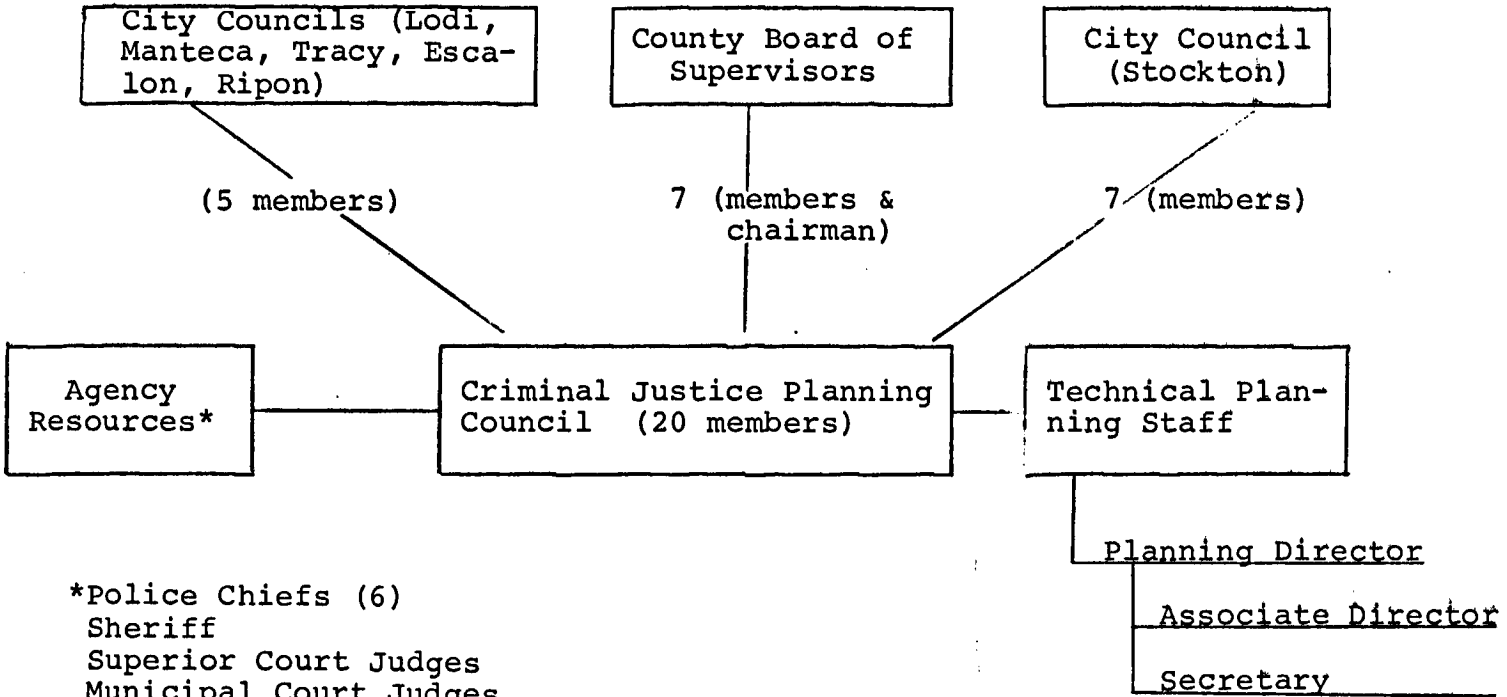 City Councils (Lodi,
Manteca, Tracy, Esca-
lon, Ripon)
County Board of
Supervisors
City Council
(Stockton)
(5 members)
7 (members &
chairman)
7 (members)
Agency
Resources*
Criminal Justice Planning
Council (20 members)
Technical Plan-
ning Staff
Planning Director
Associate Director
Secretary
*Police Chiefs (6)
Sheriff
Superior Court Judges
Municipal Court Judges